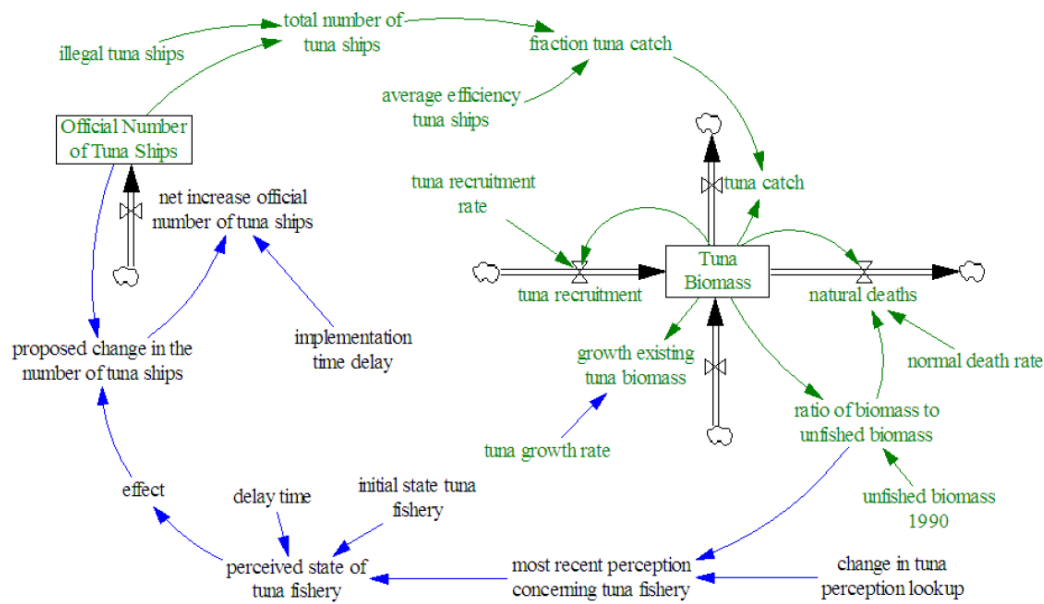 total number of
tuna ships
illegal tuna ships
fraction tuna catch
average efficiency
tuna ships
Official Number
of Tuna Ships
tuna recruitment
rate
tuna catch
net increase official
number of tuna ships
Tuna
Biomass
tuna recruitment
natural deaths
implementation
time delay
proposed change in the
number of tuna ships
growth existing
tuna biomass
normal death rate
ratio of biomass to
unfished biomass
tuna growth rate
effect
delay time
initial state tuna
fishery
unfished biomass
1990
perceived state of
tuna fishery
most recent perception
concerning tuna fishery
change in tuna
perception lookup